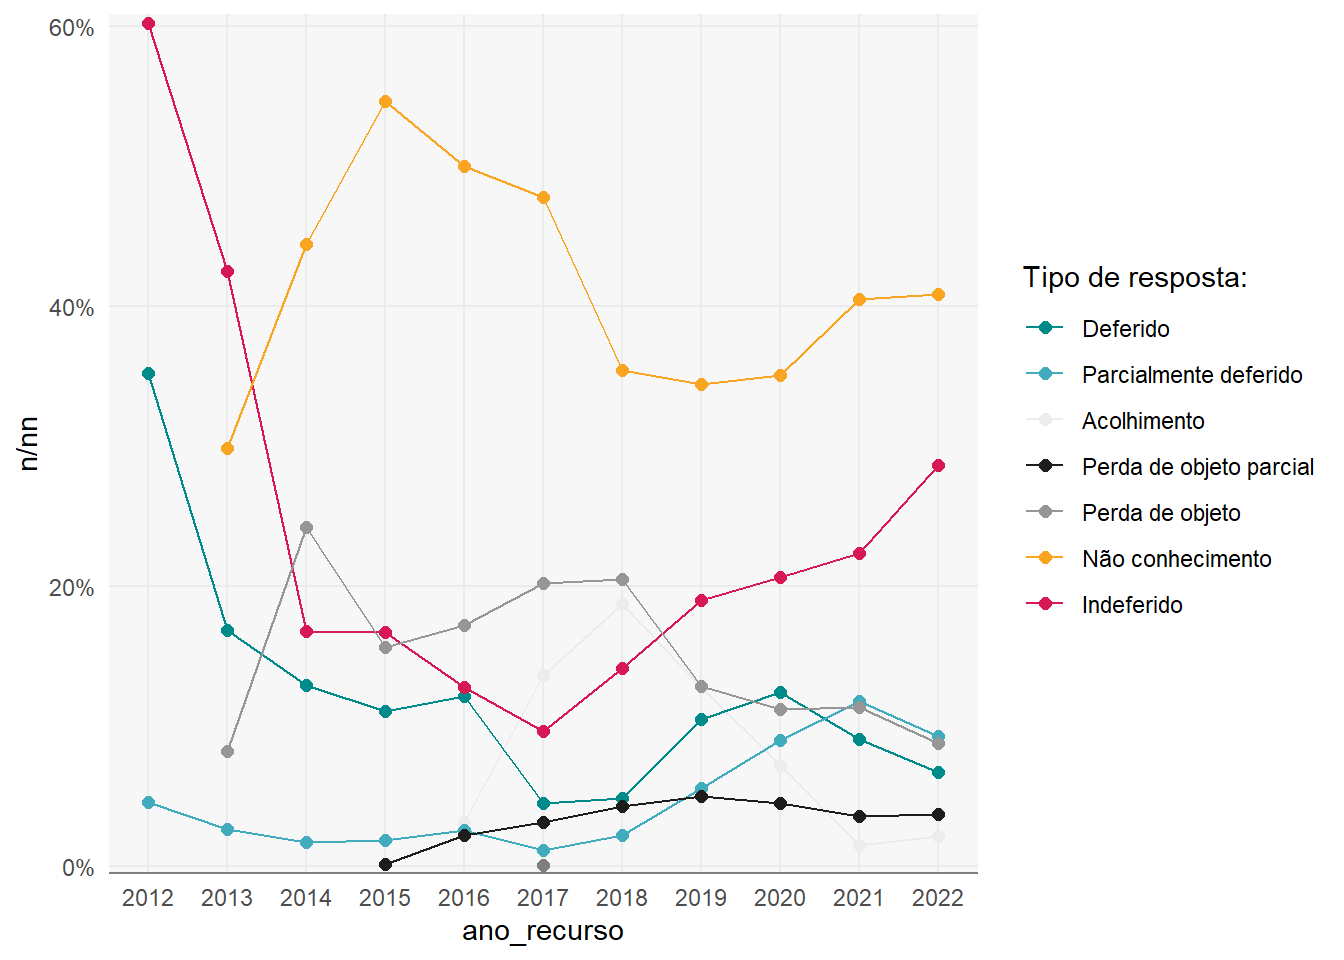 60%
40%
20%
0%
n/nn
2012 2013 2014 2015 2016 2017 2018 2019 2020 2021 2022
ano_recurso
Tipo de resposta:
Deferido
Parcialmente deferido
Acolhimento
Perda de objeto parcial
Perda de objeto
Não conhecimento
Indeferido